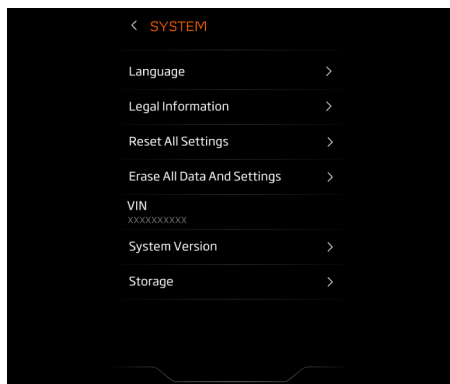 SYSTEM
Language
Legal Information
Reset All Settings
Erase All Data And Settings
VIN
XXXXXXXXXX
System Version
Storage